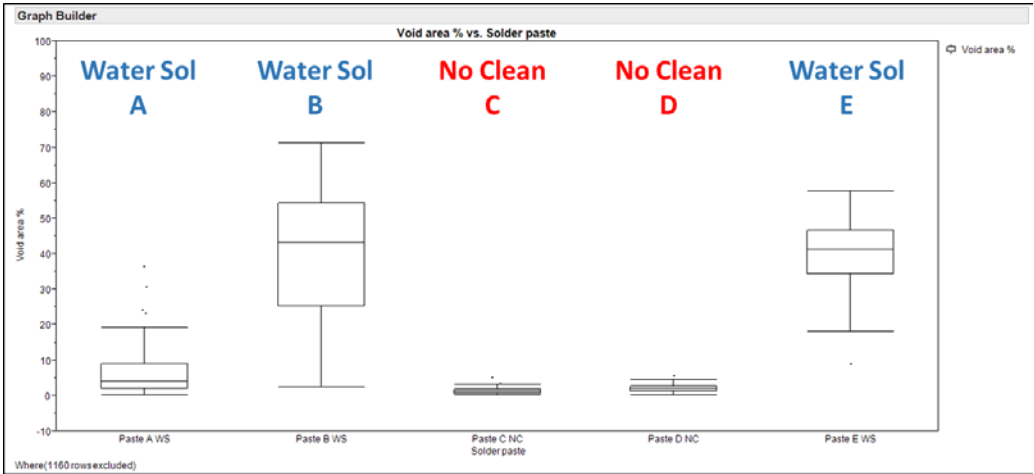 Graph Builder
Void area % vs. Solder paste
Void area %
Water Sol
A
Water Sol
B
No Clean
C
No Clean
D
Water Sol
E
100
90
80
70
60
50
40
30
20
10
0
-10
Void area %
Paste A WS
Paste B WS
Paste C NC
Paste D NC
Paste E WS
Solder paste
Where(1160 rows excluded)